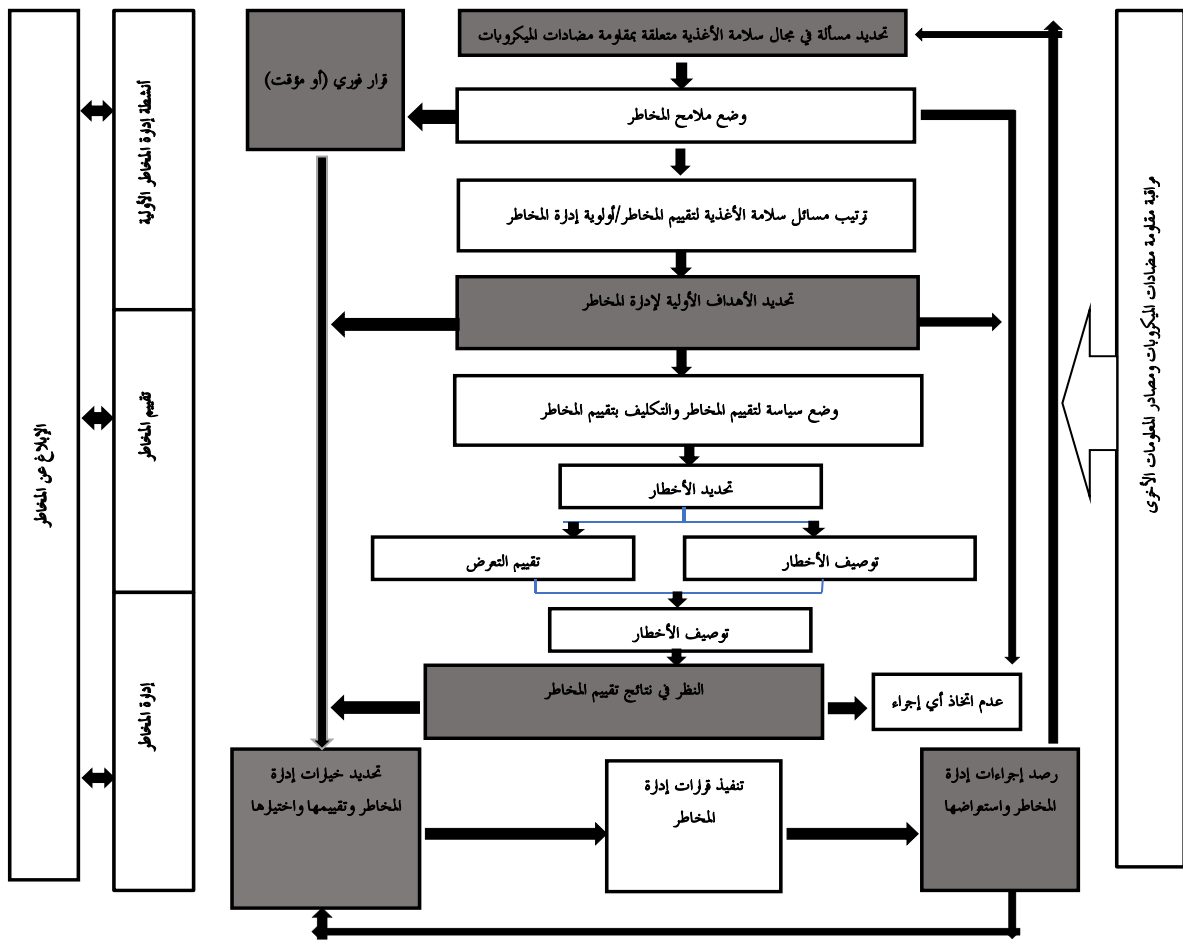 تحديد مسألة في مجال سلامة الأغذية متعلقة بمقاومة مضادات الميكروبات
قرار فوري (أو مؤقت)
وضع ملامح المخاطر
ترتيب مسائل سلامة الأغذية لتقييم المخاطر/أولوية إدارة المخاطر
تحديد الأهداف الأولية لإدارة المخاطر
وضع سياسة لتقييم المخاطر والتكليف بتقييم المخاطر
تحديد الأخطار
توصيف الأخطار
تقييم التعرض
توصيف الأخطار
النظر في نتائج تقييم المخاطر
عدم اتخاذ أي إجراء
تحديد خيارات إدارة
المخاطر وتقييمها واختيارها
تنفيذ قرارات إدارة
المخاطر
رصد إجراءات إدارة
المخاطر واستعراضها
مراقبة مقاومة مضادات الميكروبات ومصادر المعلومات الأخرى
أنشطة إدارة المخاطر الأولية
تقييم المخاطر
إدارة المخاطر
الإبلاغ عن المخاطر